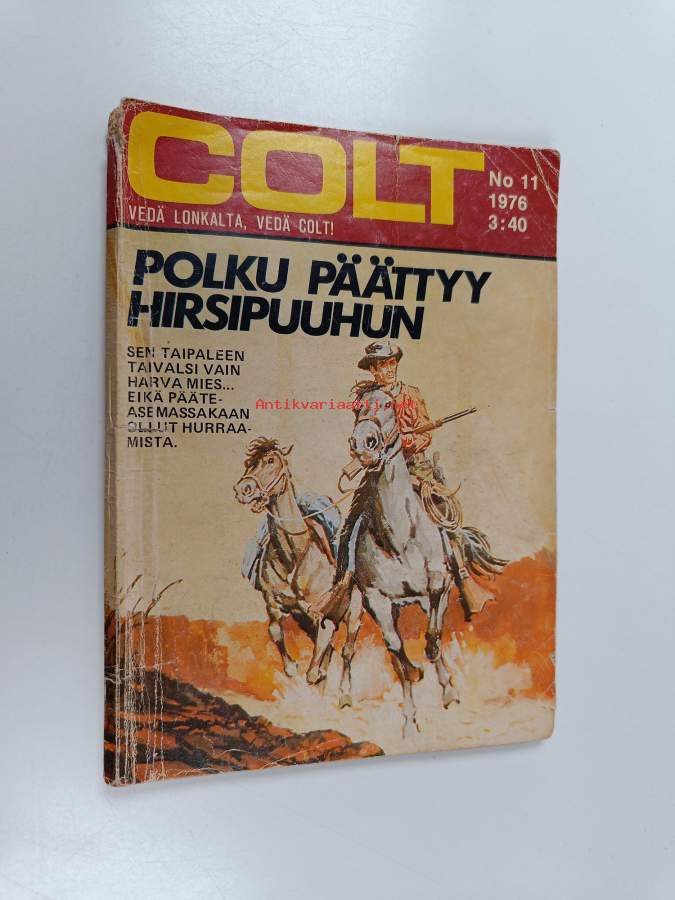 COLT
No 11
1976
3:40
VEDÄ LONKALTA, VEDÄ COLT!
POLKU PÄÄTTYY
HIRSIPUUHUN
SEN TAIPALEEN
TAIVALSI VAIN
HARVA MIES...
EIKÄ PÄÄTE-
ASEMASSAKAAN
OLLUT HURRAA-
MISTA.
Antikvariaatti.net